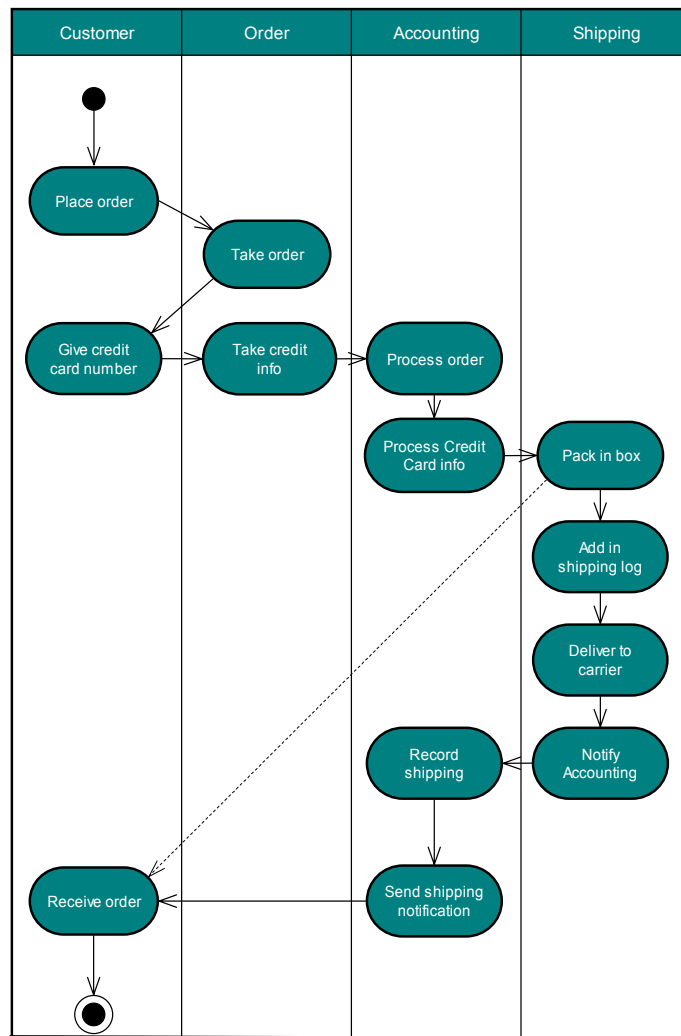 Customer
Order
Accounting
Shipping
Place order
Take order
Give credit
card number
Take credit
info
Process order
Process Credit
Card info
Pack in box
Add in
shipping log
Deliver to
carrier
Record
shipping
Notify
Accounting
Receive order
Send shipping
notification